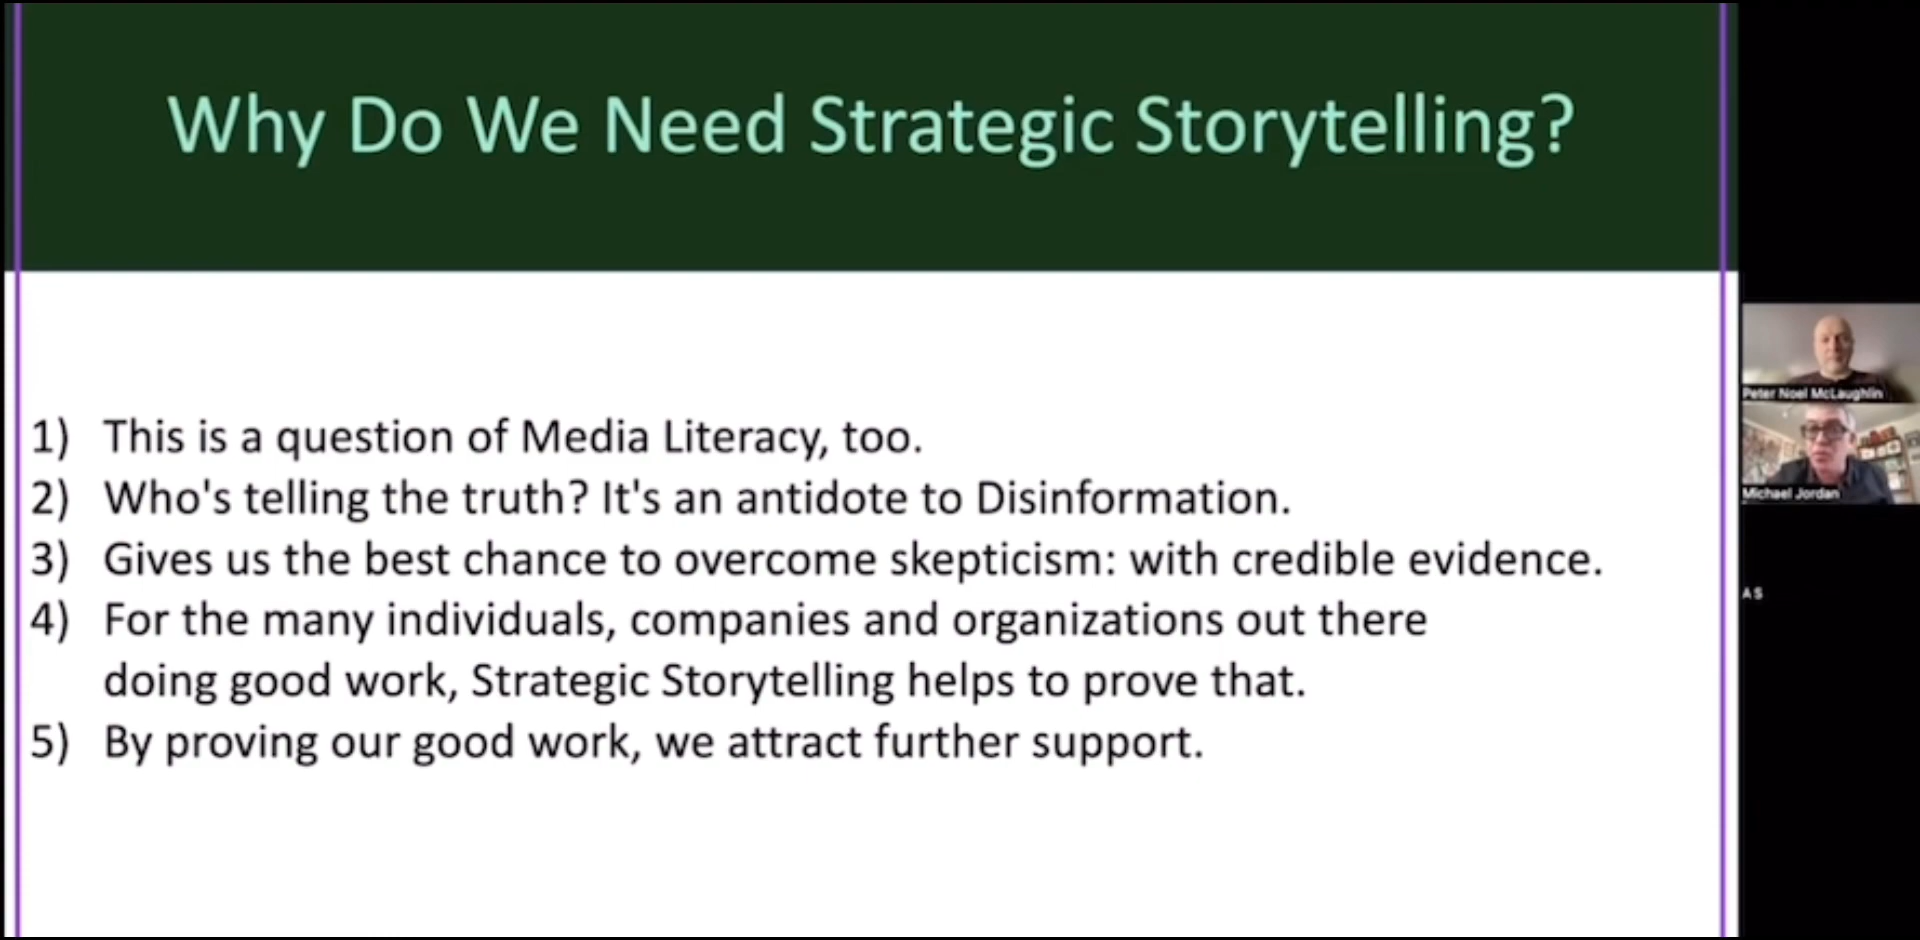 Why Do We Need Strategic Storytelling?
1) This is a question of Media Literacy, too.
2) Who's telling the truth? It's an antidote to Disinformation.
3) Gives us the best chance to overcome skepticism: with credible evidence.
4) For the many individuals, companies and organizations out there
doing good work, Strategic Storytelling helps to prove that.
5) By proving our good work, we attract further support.
Peter Noel McLaughlin
Michael Jordan
A S